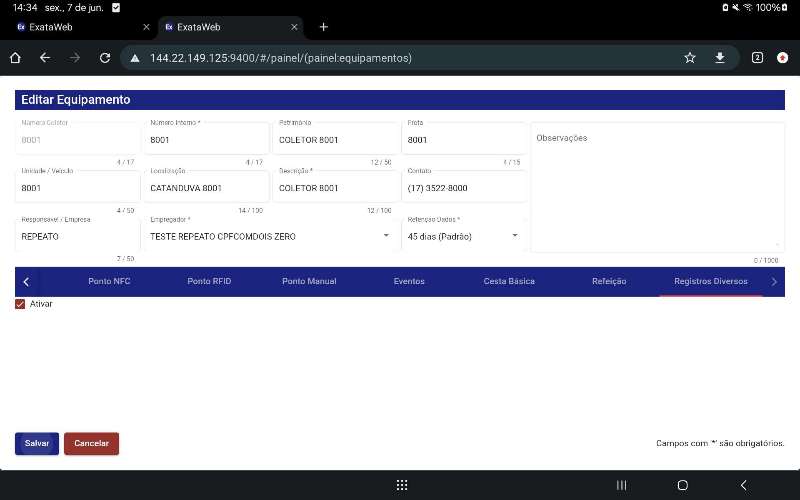 14:34 sex., 7 de jun. 100%
Ex ExataWeb
Ex ExataWeb
144.22.149.125:9400/#/painel/(painel:equipamentos) 2
Editar Equipamento
Número Coletor
8001
4 / 17
Número Interno *
8001
4 / 17
Patrimônio
COLETOR 8001
12 / 50
Frota
8001
4 / 15
Observações
0 / 1000
Unidade / Veículo
8001
4 / 50
Localização
CATANDUVA 8001
14 / 100
Descrição *
COLETOR 8001
12 / 100
Contato
(17) 3522-8000
Responsável / Empresa
REPEATO
7 / 50
Empregador *
TESTE REPEATO CPFCOMDOIS ZERO
Retenção Dados *
45 dias (Padrão)
Ponto NFC Ponto RFID Ponto Manual Eventos Cesta Básica Refeição Registros Diversos
Ativar
Salvar Cancelar
Campos com '*' são obrigatórios.